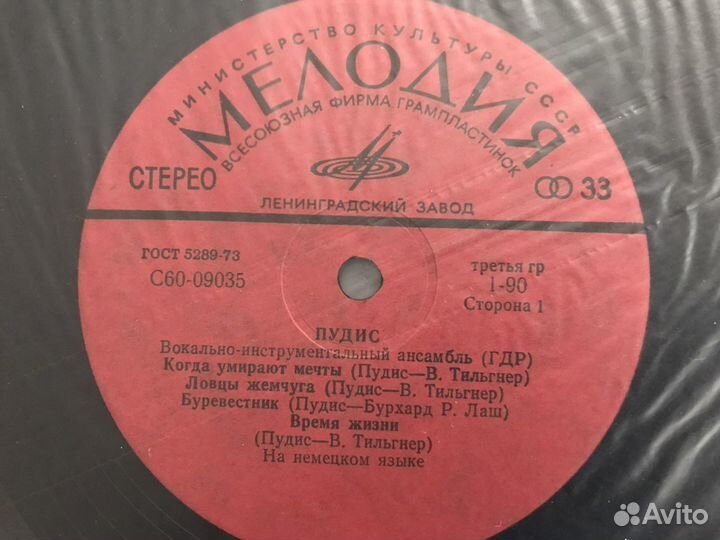 МИНИСТЕРСТВО КУЛЬТУРЫ СССР
МЕЛОДИЯ
ВСЕСОЮЗНАЯ ФИРМА ГРАМПЛАСТИНОК
СТЕРЕО
33
ЛЕНИНГРАДСКИЙ ЗАВОД
ГОСТ 5289-73
С60-09035
третья гр
1-90
Сторона 1
ПУДИС
Вокально-инструментальный ансамбль (ГДР)
Когда умирают мечты (Пудис—В. Тильгнер)
Ловцы жемчуга (Пудис—В. Тильгнер)
Буревестник (Пудис—Бурхард Р. Лаш)
Время жизни
(Пудис—В. Тильгнер)
На немецком языке
Avito